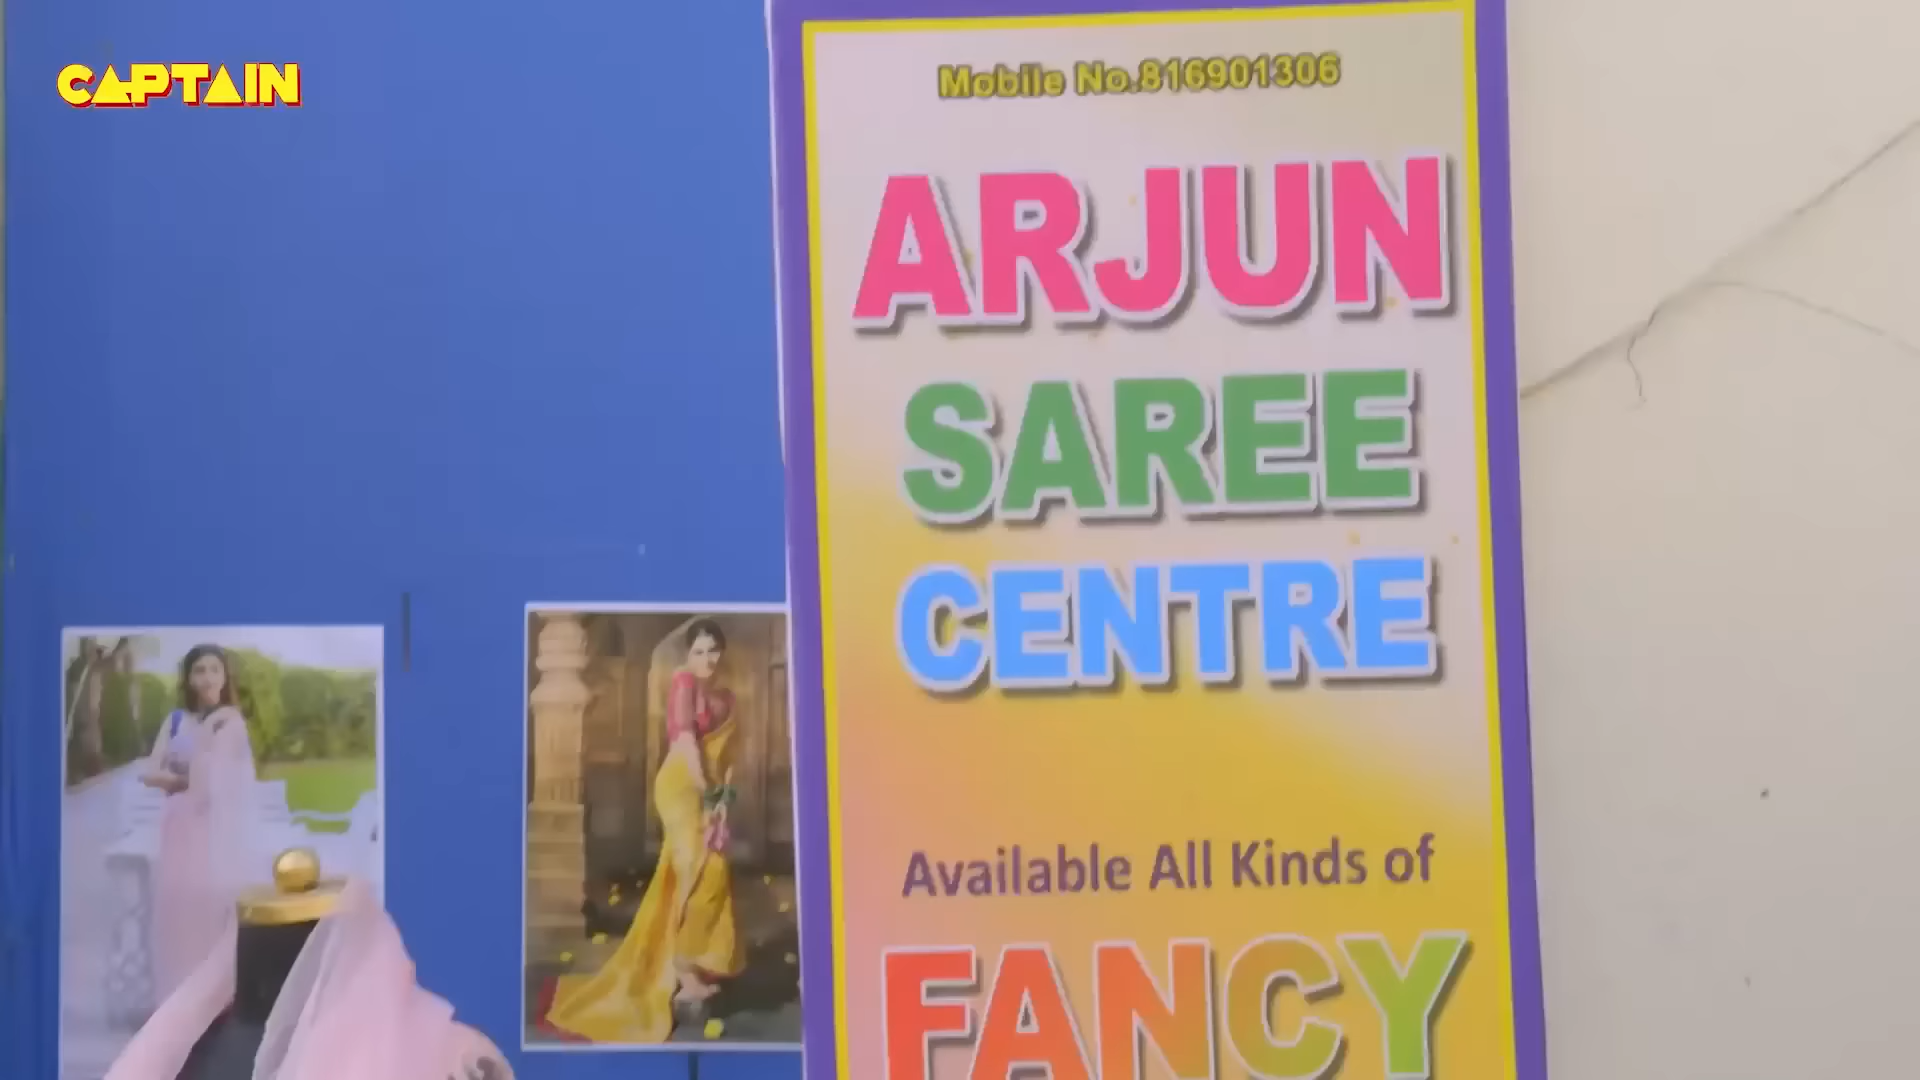 CAPTAIN
Mobile No.816901306
ARJUN
SAREE
CENTRE
Available All Kinds of
FANCY